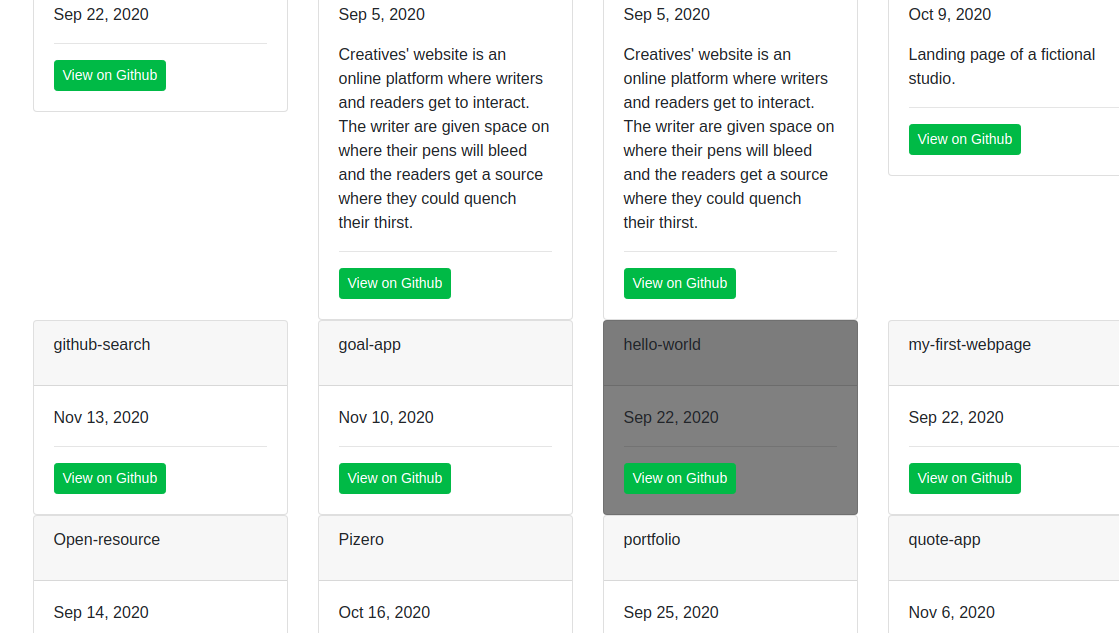 Sep 22, 2020
View on Github
Sep 5, 2020
Creatives' website is an
online platform where writers
and readers get to interact.
The writer are given space on
where their pens will bleed
and the readers get a source
where they could quench
their thirst.
View on Github
Sep 5, 2020
Creatives' website is an
online platform where writers
and readers get to interact.
The writer are given space on
where their pens will bleed
and the readers get a source
where they could quench
their thirst.
View on Github
Oct 9, 2020
Landing page of a fictional
studio.
View on Github
github-search
Nov 13, 2020
View on Github
goal-app
Nov 10, 2020
View on Github
hello-world
Sep 22, 2020
View on Github
my-first-webpage
Sep 22, 2020
View on Github
Open-resource
Sep 14, 2020
Pizero
Oct 16, 2020
portfolio
Sep 25, 2020
quote-app
Nov 6, 2020